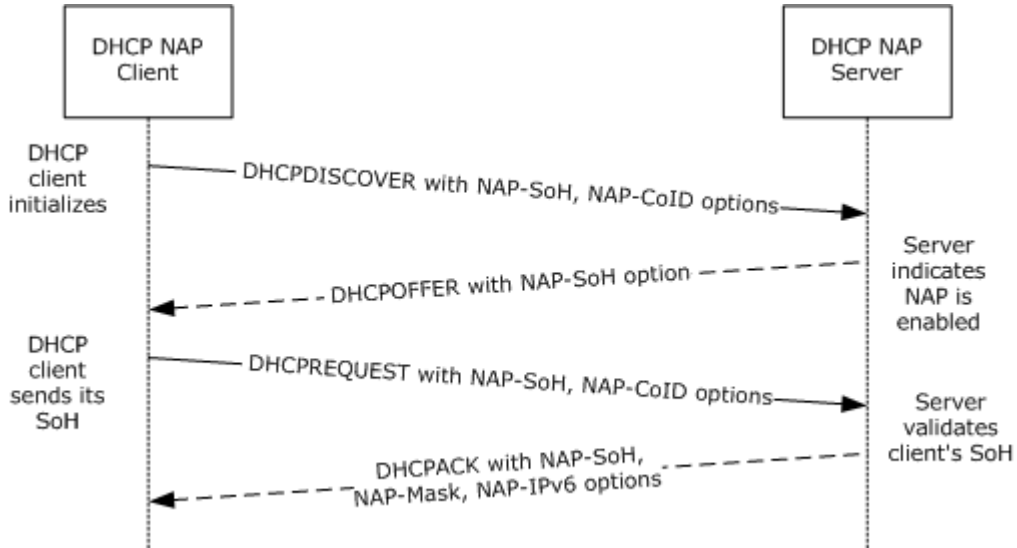 DHCP NAP
Client
DHCP NAP
Server
DHCP
client
initializes
DHCPDISCOVER with NAP-SoH, NAP-CoID options
Server
indicates
NAP is
enabled
DHCPOFFER with NAP-SoH option
DHCP
client
sends its
SoH
DHCPREQUEST with NAP-SoH, NAP-CoID options
Server
validates
client's SoH
DHCPACK with NAP-SoH,
NAP-Mask, NAP-IPv6 options